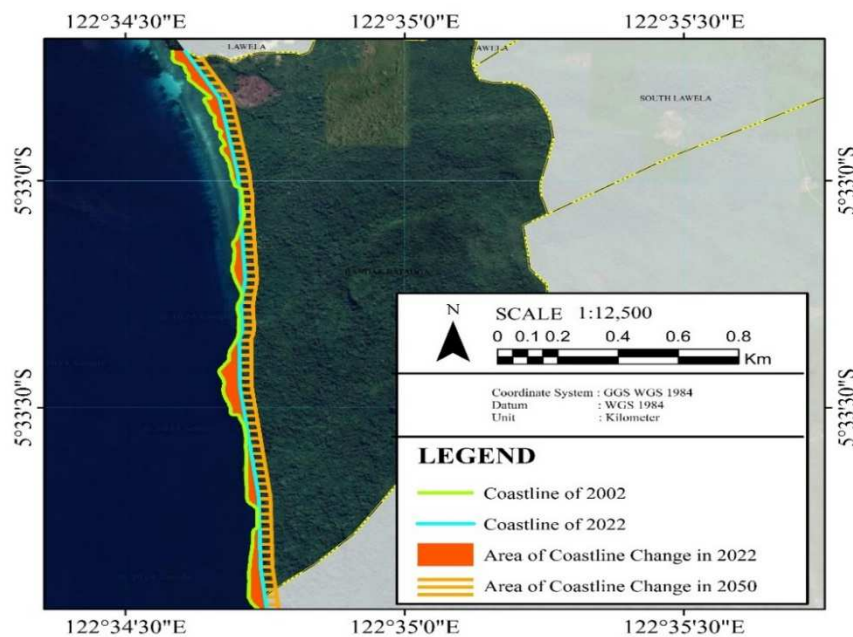 122°34'30"E 122°35'0"E 122°35'30"E
LAWELA
LAWELA
SOUTH LAWELA
5°33'0"S 5°33'0"S
5°33'30"S 5°33'30"S
N
SCALE 1:12,500
0 0.1 0.2 0.4 0.6 0.8
Km
Coordinate System : GGS WGS 1984
Datum : WGS 1984
Unit : Kilometer
LEGEND
Coastline of 2002
Coastline of 2022
Area of Coastline Change in 2022
Area of Coastline Change in 2050
122°34'30"E 122°35'0"E 122°35'30"E